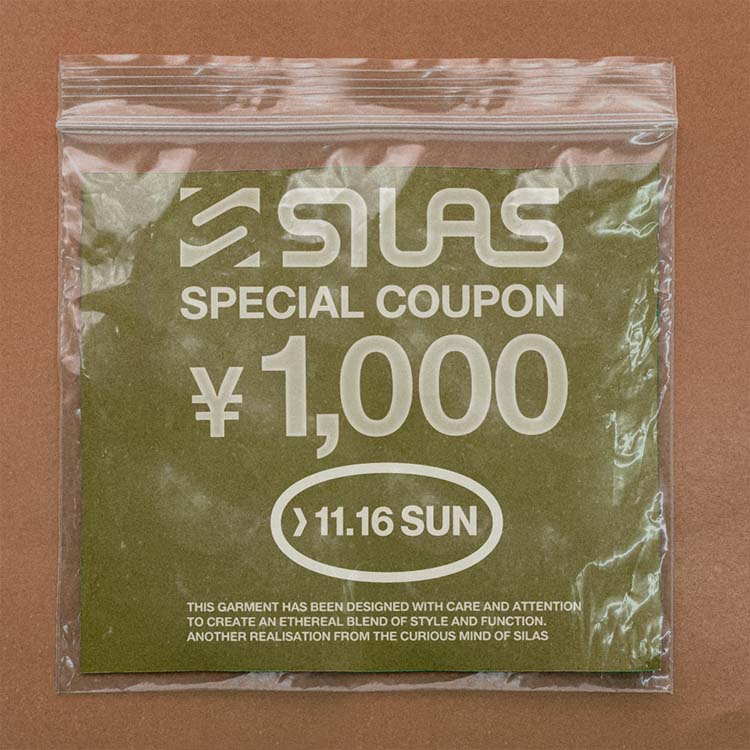 SILAS
SPECIAL COUPON
¥1,000
❭ 11.16 SUN
THIS GARMENT HAS BEEN DESIGNED WITH CARE AND ATTENTION
TO CREATE AN ETHEREAL BLEND OF STYLE AND FUNCTION.
ANOTHER REALISATION FROM THE CURIOUS MIND OF SILAS